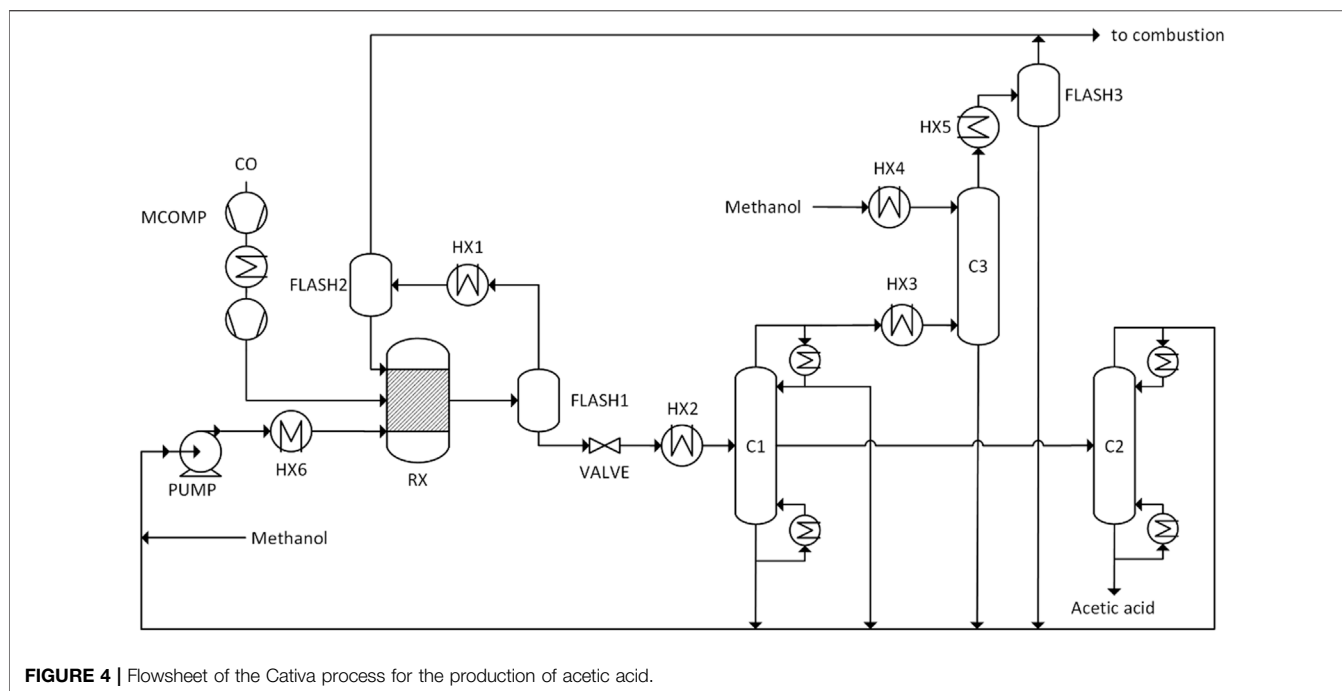 to combustion
FLASH3
HX5
CO
HX4
MCOMP
Methanol
HX1
C3
FLASH2
HX3
FLASH1
HX2
C1
C2
HX6
VALVE
RX
PUMP
Methanol
Acetic acid
FIGURE 4 | Flowsheet of the Cativa process for the production of acetic acid.